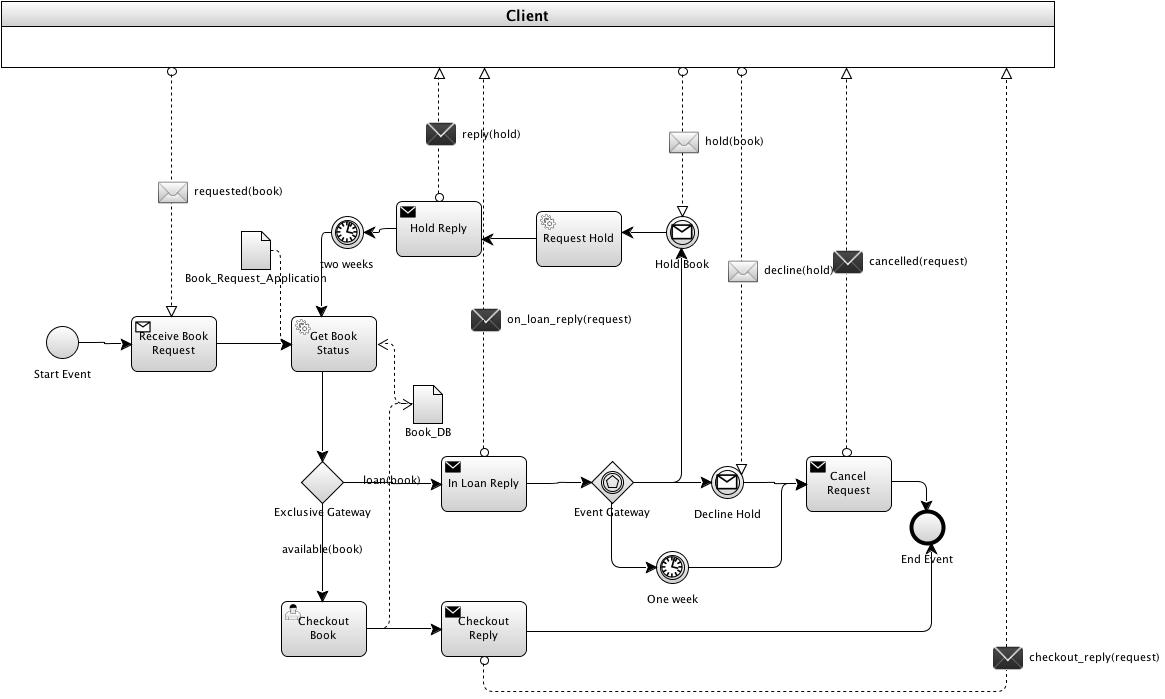 Client
reply(hold)
hold(book)
requested(book)
Hold Reply
Request Hold
two weeks
Hold Book
Book_Request_Application
decline(hold)
cancelled(request)
on_loan_reply(request)
Receive Book
Request
Get Book
Status
Start Event
Book_DB
loan(book)
In Loan Reply
Cancel
Request
Exclusive Gateway
Event Gateway
Decline Hold
available(book)
End Event
One week
Checkout
Book
Checkout
Reply
checkout_reply(request)